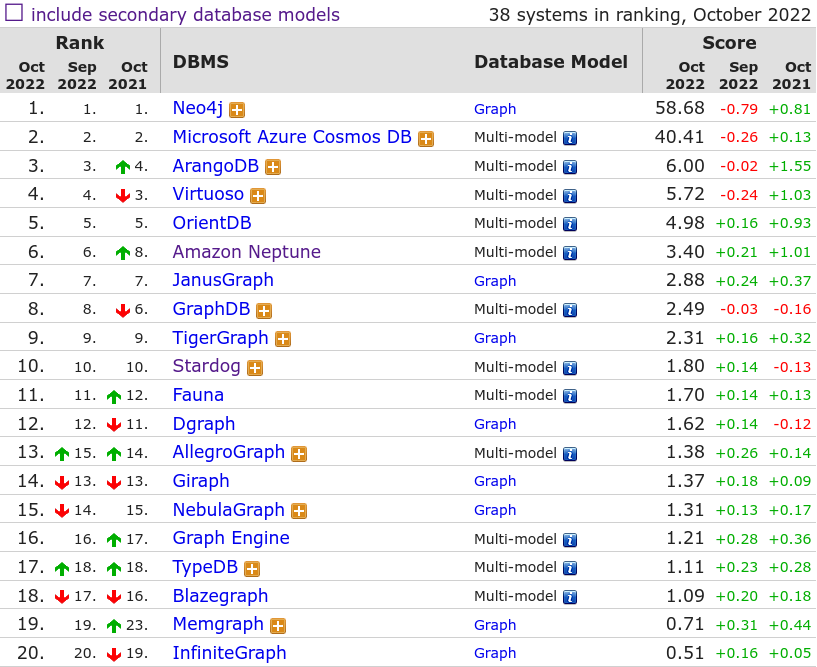 include secondary database models 38 systems in ranking, October 2022
Rank Score
Oct Sep Oct DBMS Database Model Oct Sep Oct
2022 2022 2021 2022 2022 2021
1. 1. 1. Neo4j Graph 58.68 -0.79 +0.81
2. 2. 2. Microsoft Azure Cosmos DB Multi-model 40.41 -0.26 +0.13
3. 3. 4. ArangoDB Multi-model 6.00 -0.02 +1.55
4. 4. 3. Virtuoso Multi-model 5.72 -0.24 +1.03
5. 5. 5. OrientDB Multi-model 4.98 +0.16 +0.93
6. 6. 8. Amazon Neptune Multi-model 3.40 +0.21 +1.01
7. 7. 7. JanusGraph Graph 2.88 +0.24 +0.37
8. 8. 6. GraphDB Multi-model 2.49 -0.03 -0.16
9. 9. 9. TigerGraph Graph 2.31 +0.16 +0.32
10. 10. 10. Stardog Multi-model 1.80 +0.14 -0.13
11. 11. 12. Fauna Multi-model 1.70 +0.14 +0.13
12. 12. 11. Dgraph Graph 1.62 +0.14 -0.12
13. 15. 14. AllegroGraph Multi-model 1.38 +0.26 +0.14
14. 13. 13. Giraph Graph 1.37 +0.18 +0.09
15. 14. 15. NebulaGraph Graph 1.31 +0.13 +0.17
16. 16. 17. Graph Engine Multi-model 1.21 +0.28 +0.36
17. 18. 18. TypeDB Multi-model 1.11 +0.23 +0.28
18. 17. 16. Blazegraph Multi-model 1.09 +0.20 +0.18
19. 19. 23. Memgraph Graph 0.71 +0.31 +0.44
20. 20. 19. InfiniteGraph Graph 0.51 +0.16 +0.05